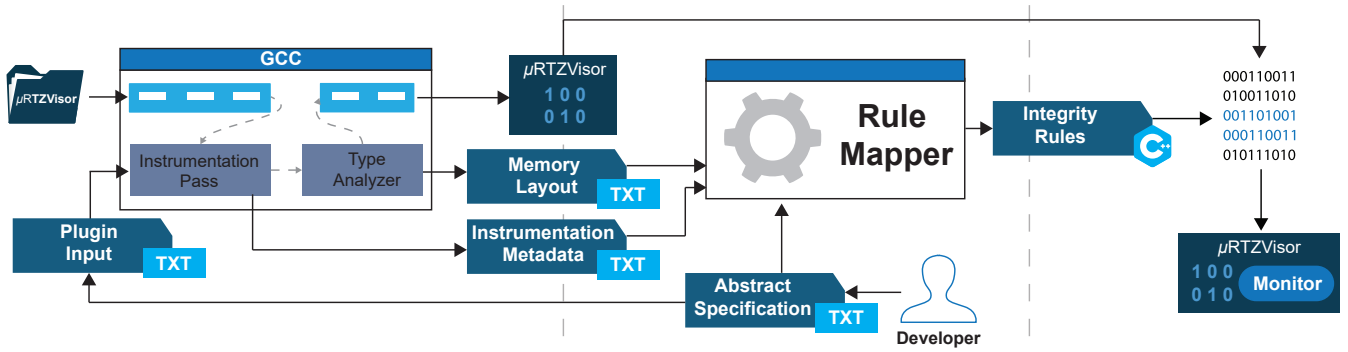 GCC
µRTZVisor
Instrumentation
Pass
Type
Analyzer
Plugin
Input
TXT
µRTZVisor
1 0 0
0 1 0
Memory
Layout
TXT
Instrumentation
Metadata
TXT
Rule
Mapper
Abstract
Specification
TXT
Developer
Integrity
Rules
C++
000110011
010011010
001101001
000110011
010111010
µRTZVisor
1 0 0
0 1 0
Monitor